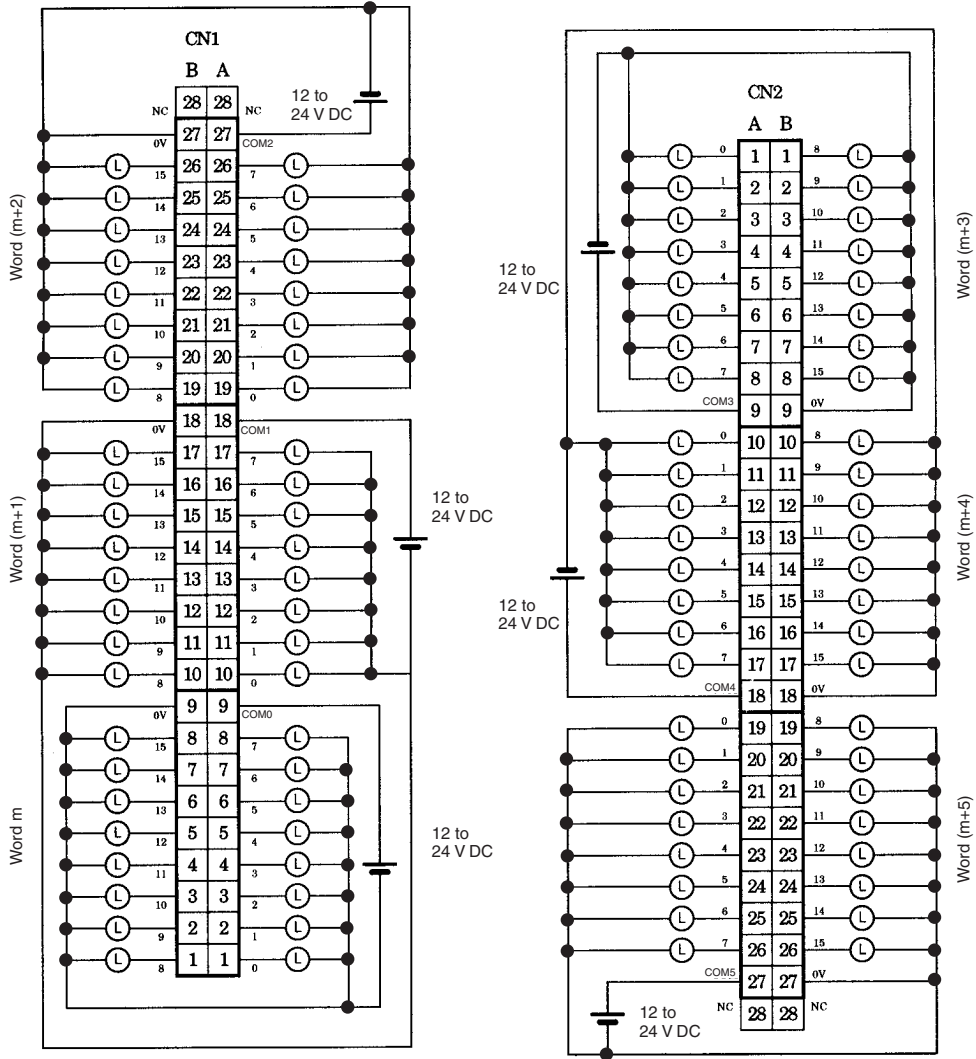 CN1
B A
12 to
24 V DC
NC 28 28 NC
0V 27 27 COM2
Word (m+2)
L 15 26 26 7 L
L 14 25 25 6 L
L 13 24 24 5 L
L 12 23 23 4 L
L 11 22 22 3 L
L 10 21 21 2 L
L 9 20 20 1 L
L 8 19 19 0 L
0V 18 18 COM1
Word (m+1)
L 15 17 17 7 L
L 14 16 16 6 L
L 13 15 15 5 L
L 12 14 14 4 L
L 11 13 13 3 L
L 10 12 12 2 L
L 9 11 11 1 L
L 8 10 10 0 L
12 to
24 V DC
0V 9 9 COM0
Word m
L 15 8 8 7 L
L 14 7 7 6 L
L 13 6 6 5 L
L 12 5 5 4 L
L 11 4 4 3 L
L 10 3 3 2 L
L 9 2 2 1 L
L 8 1 1 0 L
12 to
24 V DC
CN2
A B
L 0 1 1 8 L
L 1 2 2 9 L
L 2 3 3 10 L
L 3 4 4 11 L
L 4 5 5 12 L
L 5 6 6 13 L
L 6 7 7 14 L
L 7 8 8 15 L
Word (m+3)
12 to
24 V DC
COM3 9 9 0V
L 0 10 10 8 L
L 1 11 11 9 L
L 2 12 12 10 L
L 3 13 13 11 L
L 4 14 14 12 L
L 5 15 15 13 L
L 6 16 16 14 L
L 7 17 17 15 L
Word (m+4)
12 to
24 V DC
COM4 18 18 0V
L 0 19 19 8 L
L 1 20 20 9 L
L 2 21 21 10 L
L 3 22 22 11 L
L 4 23 23 12 L
L 5 24 24 13 L
L 6 25 25 14 L
L 7 26 26 15 L
Word (m+5)
COM5 27 27 0V
NC 28 28 NC
12 to
24 V DC